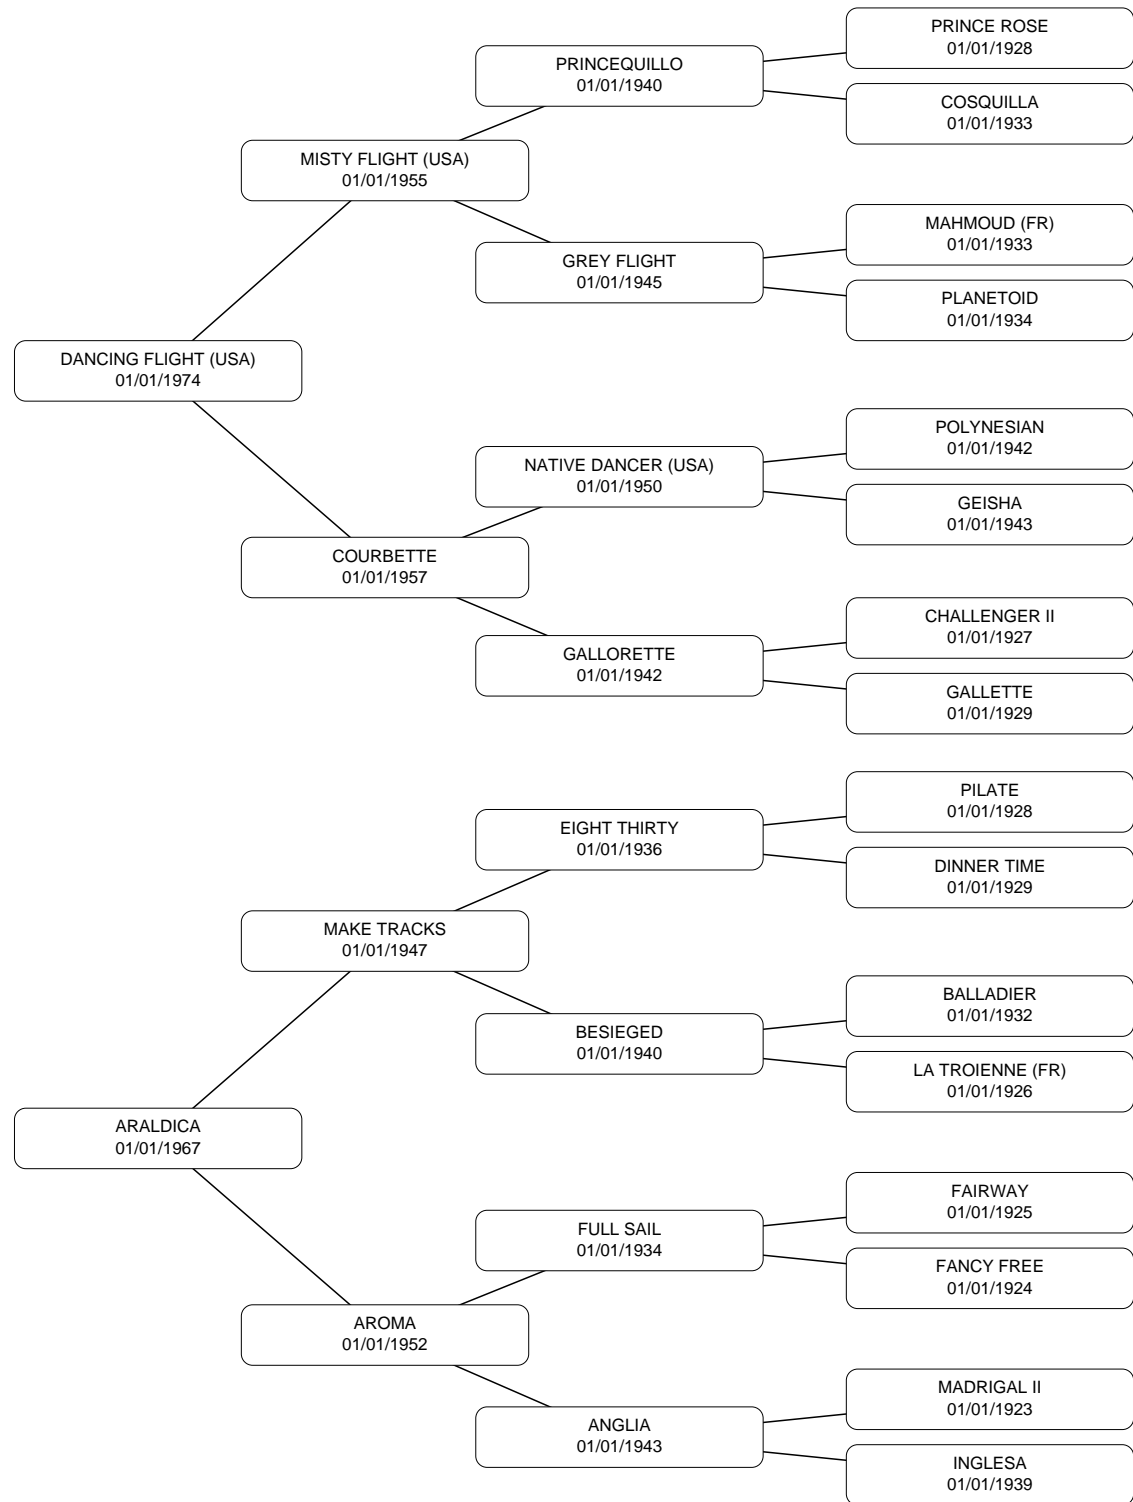 PRINCE ROSE
01/01/1928
PRINCEQUILLO
01/01/1940
COSQUILLA
01/01/1933
MISTY FLIGHT (USA)
01/01/1955
MAHMOUD (FR)
01/01/1933
GREY FLIGHT
01/01/1945
PLANETOID
01/01/1934
DANCING FLIGHT (USA)
01/01/1974
POLYNESIAN
01/01/1942
NATIVE DANCER (USA)
01/01/1950
GEISHA
01/01/1943
COURBETTE
01/01/1957
CHALLENGER II
01/01/1927
GALLORETTE
01/01/1942
GALLETTE
01/01/1929
PILATE
01/01/1928
EIGHT THIRTY
01/01/1936
DINNER TIME
01/01/1929
MAKE TRACKS
01/01/1947
BALLADIER
01/01/1932
BESIEGED
01/01/1940
LA TROIENNE (FR)
01/01/1926
ARALDICA
01/01/1967
FAIRWAY
01/01/1925
FULL SAIL
01/01/1934
FANCY FREE
01/01/1924
AROMA
01/01/1952
MADRIGAL II
01/01/1923
ANGLIA
01/01/1943
INGLESA
01/01/1939